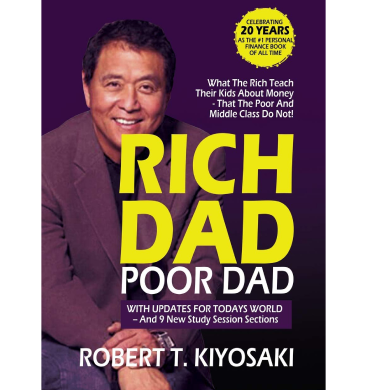 CELEBRATING
20 YEARS
AS THE #1 PERSONAL
FINANCE BOOK
OF ALL TIME
What The Rich Teach
Their Kids About Money
- That The Poor And
Middle Class Do Not!
RICH
DAD
POOR DAD
WITH UPDATES FOR TODAYS WORLD
– And 9 New Study Session Sections
ROBERT T. KIYOSAKI